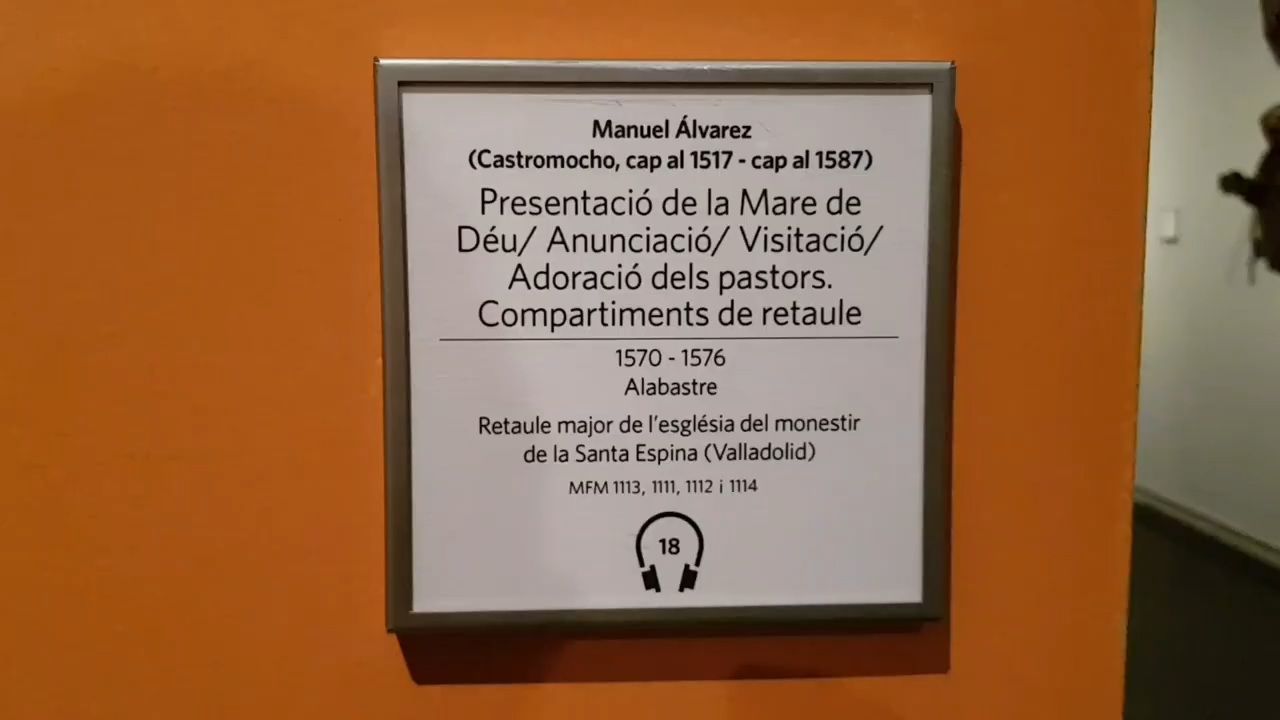 Manuel Álvarez
(Castromocho, cap al 1517 - cap al 1587)
Presentació de la Mare de
Déu/ Anunciació/ Visitació/
Adoració dels pastors.
Compartiments de retaule
1570 - 1576
Alabastre
Retaule major de l'església del monestir
de la Santa Espina (Valladolid)
MFM 1113, 1111, 1112 i 1114
18